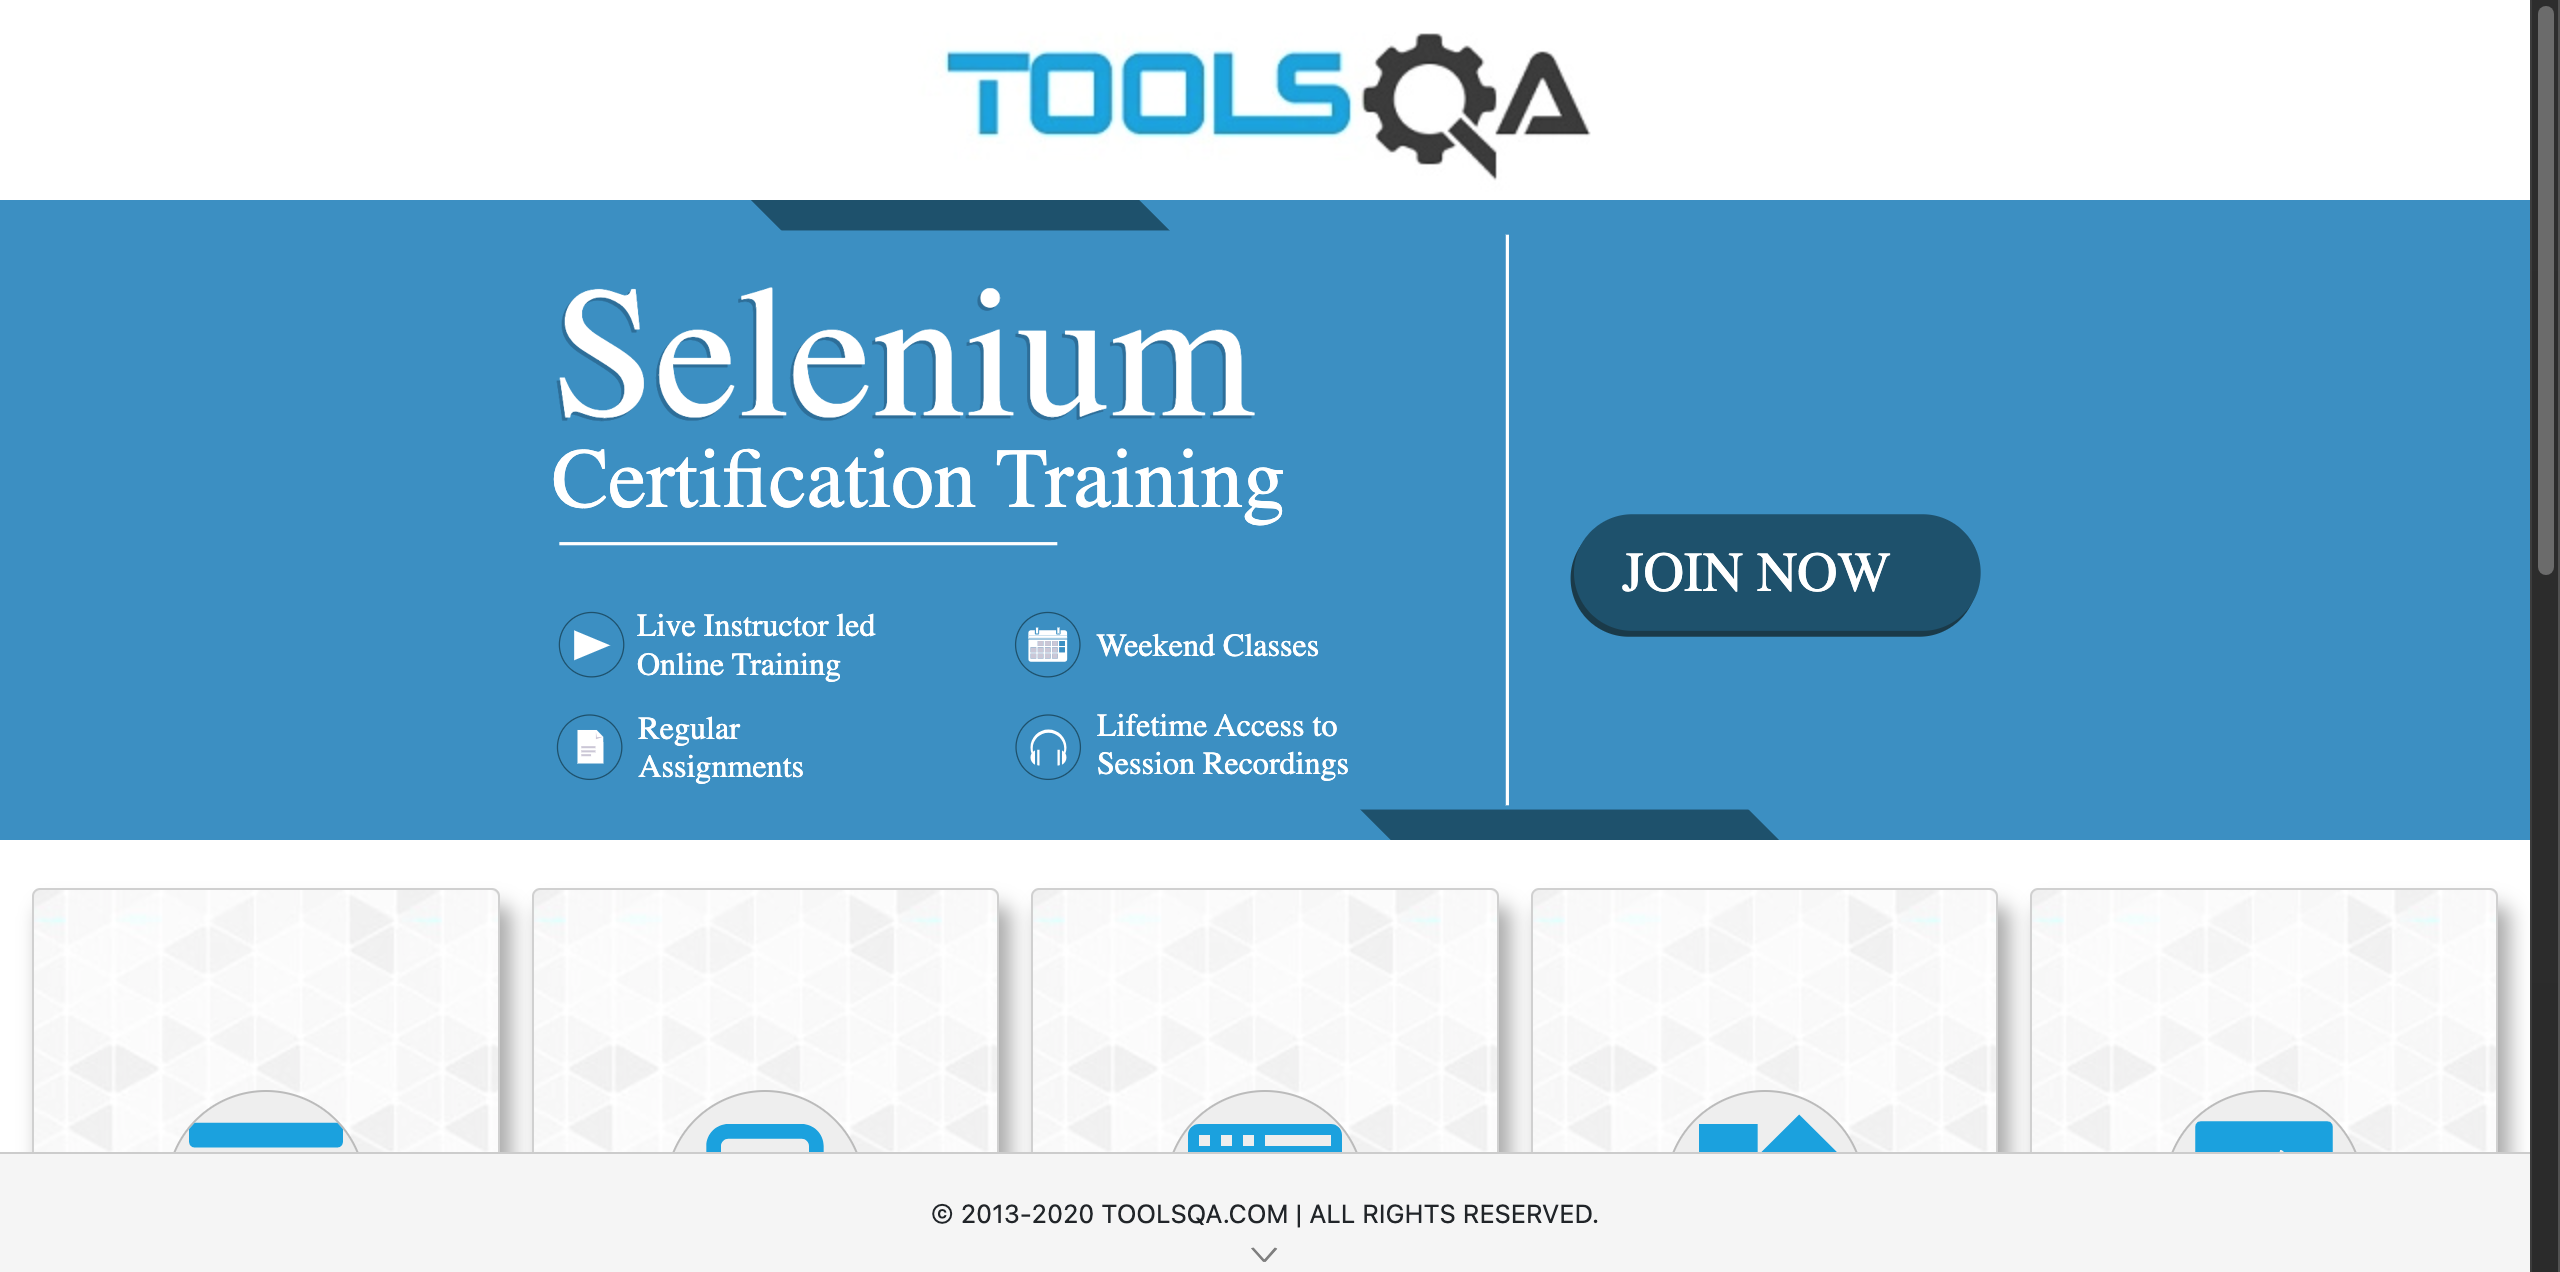 TOOLSQA
Selenium
Certification Training
JOIN NOW
Live Instructor led
Online Training
Weekend Classes
Regular
Assignments
Lifetime Access to
Session Recordings
© 2013-2020 TOOLSQA.COM | ALL RIGHTS RESERVED.